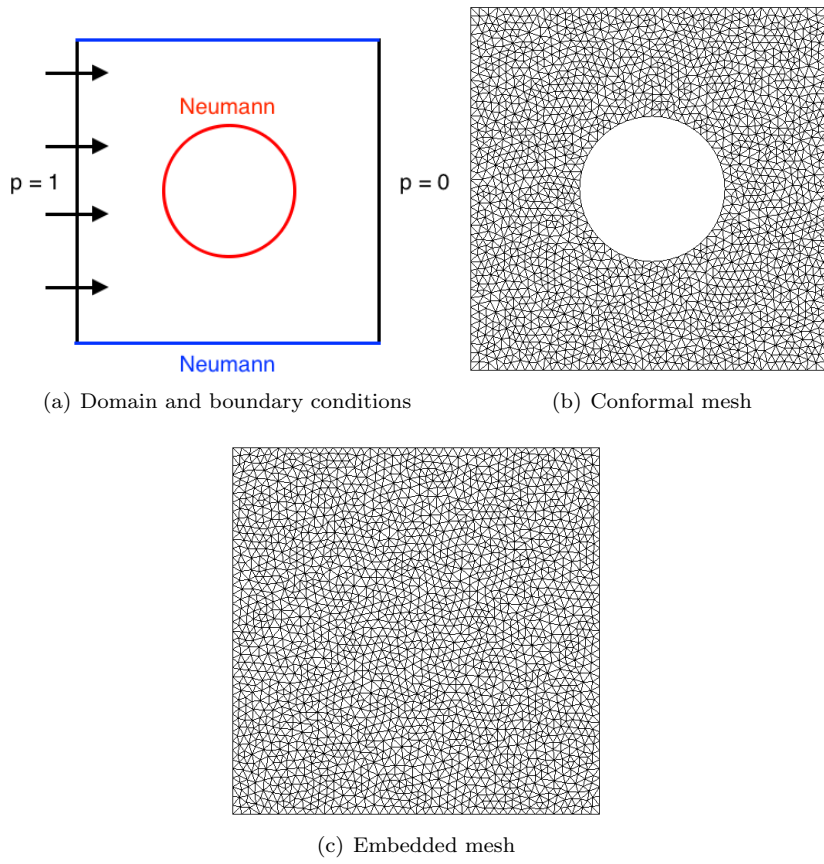 Neumann
p = 1
p = 0
Neumann
(a) Domain and boundary conditions
(b) Conformal mesh
(c) Embedded mesh